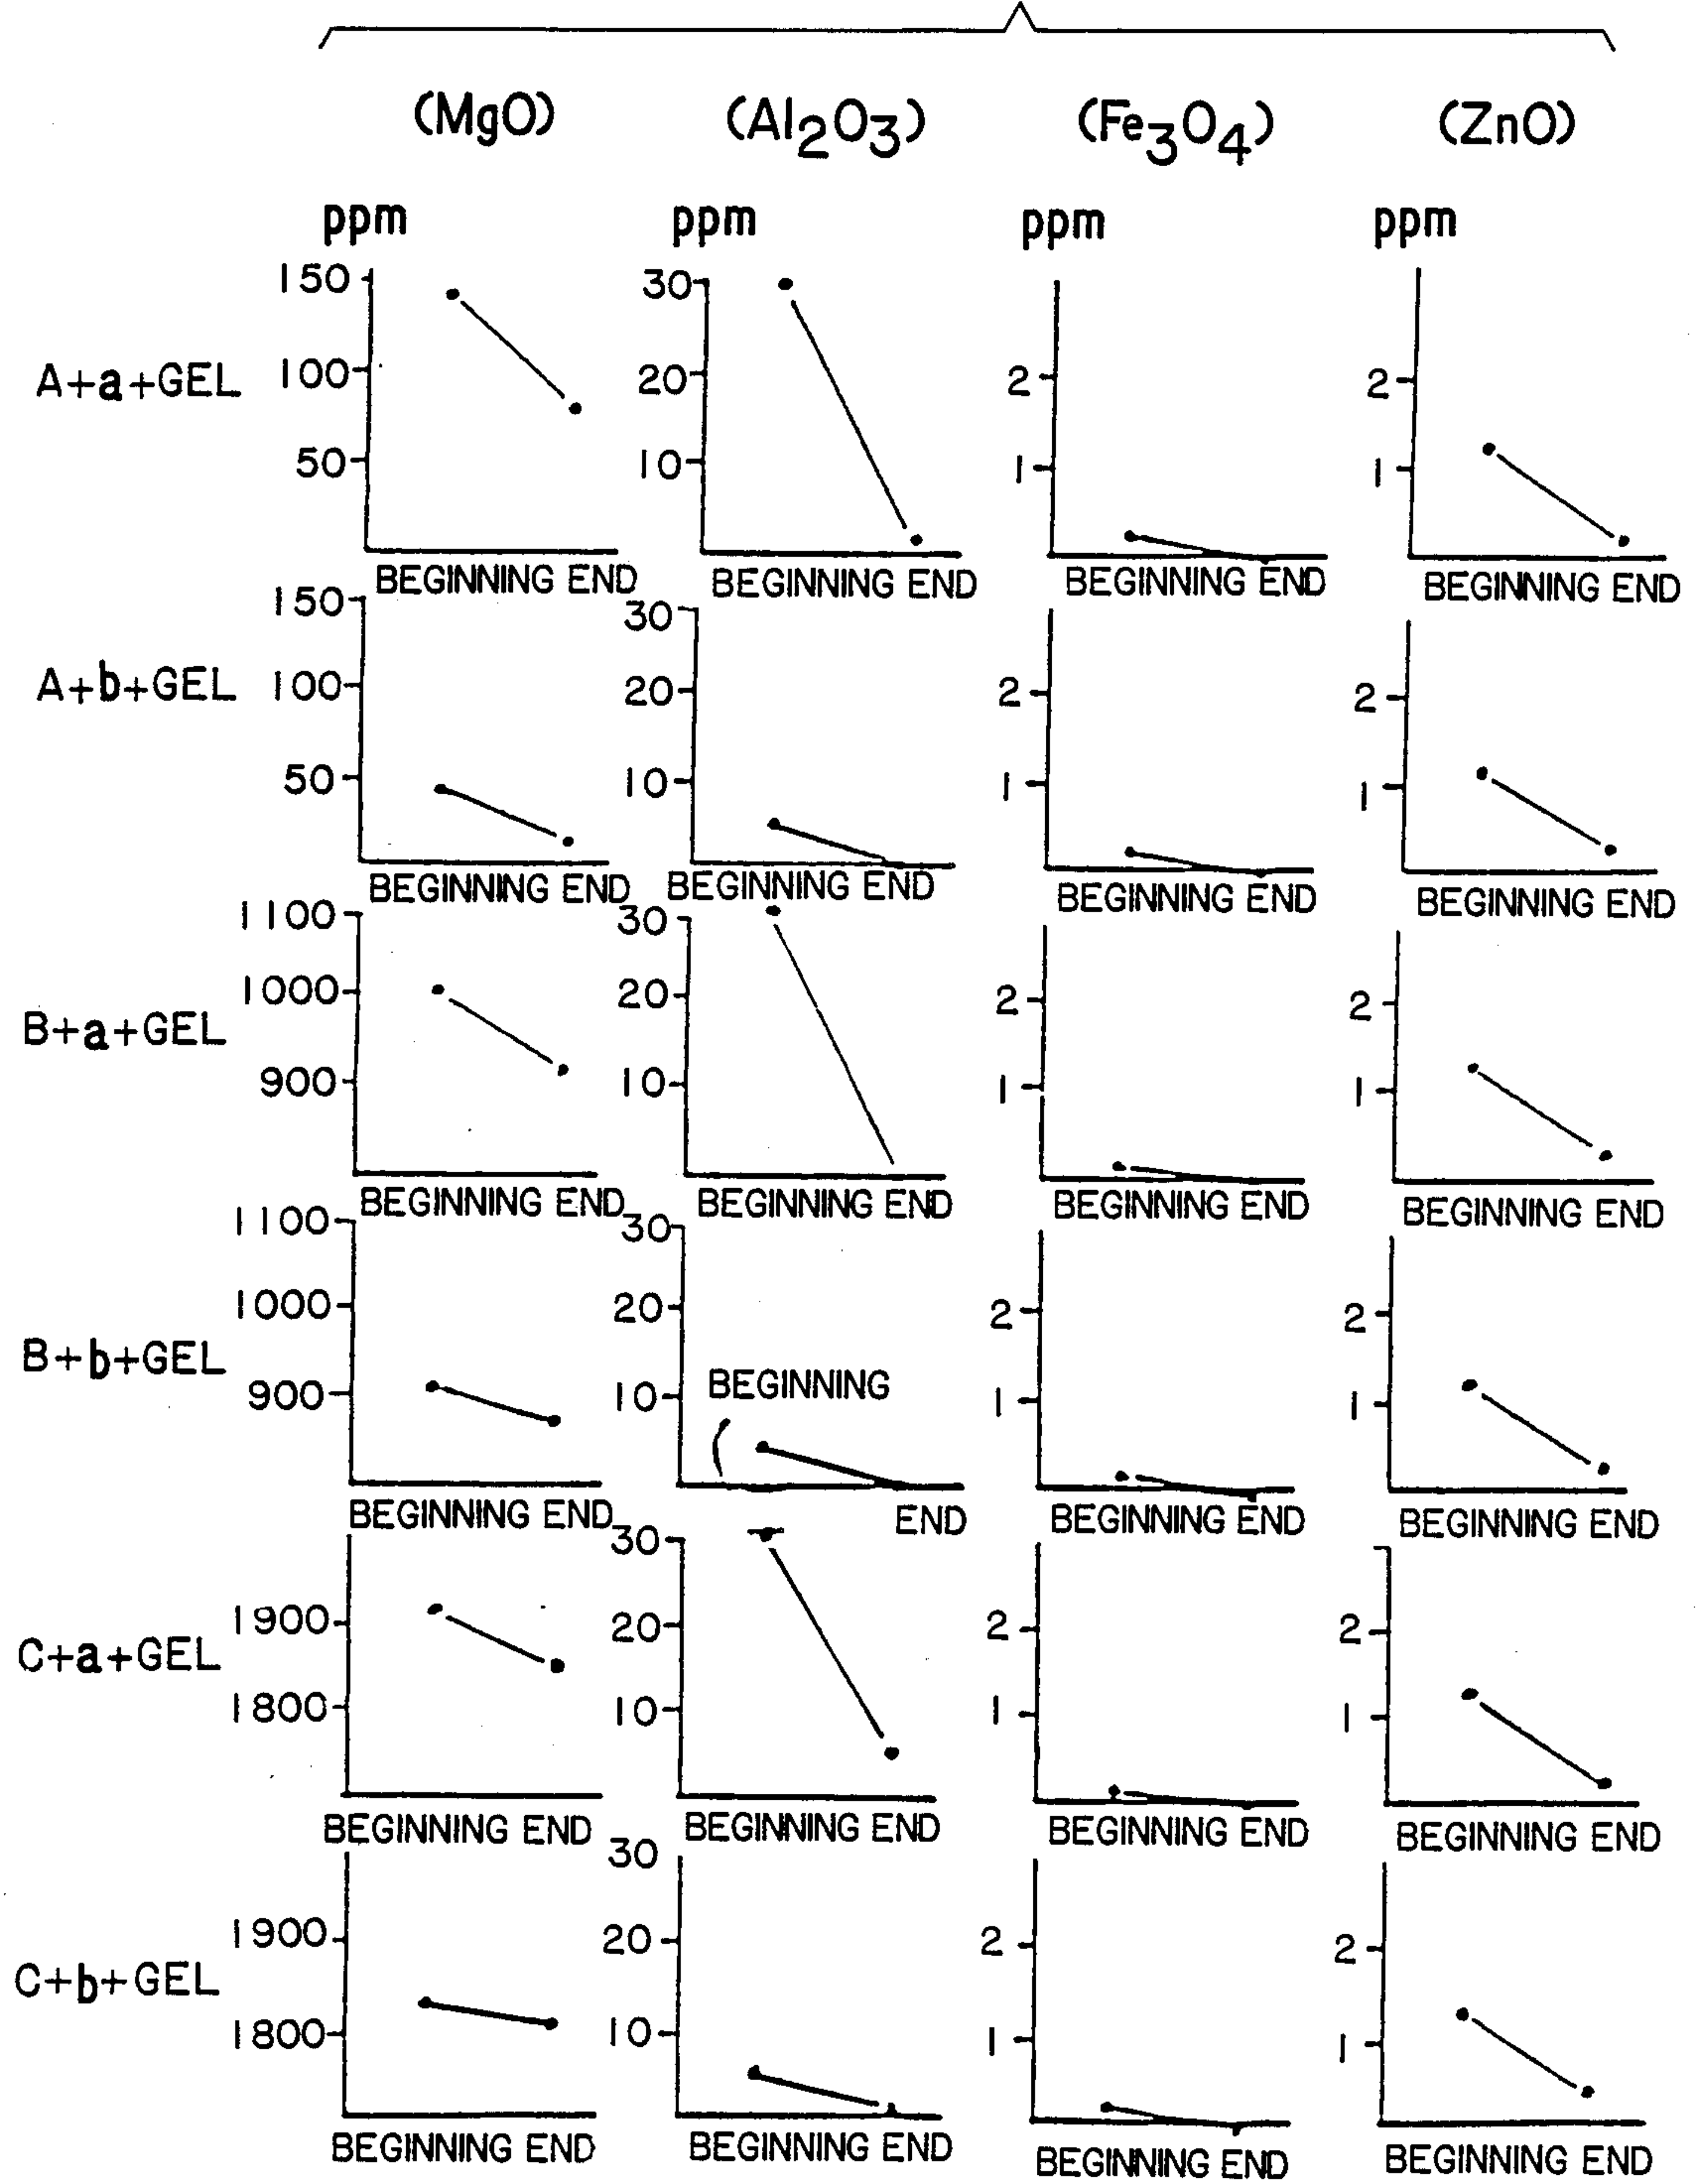 (MgO) (Al2O3) (Fe3O4) (ZnO)
ppm ppm ppm ppm
A+a+GEL
150
100
50
BEGINNING END
30
20
10
BEGINNING END
2
1
BEGINNING END
2
1
BEGINNING END
A+b+GEL
150
100
50
BEGINNING END
30
20
10
BEGINNING END
2
1
BEGINNING END
2
1
BEGINNING END
B+a+GEL
1100
1000
900
BEGINNING END
30
20
10
BEGINNING END
2
1
BEGINNING END
2
1
BEGINNING END
B+b+GEL
1100
1000
900
BEGINNING END
30
20
10
BEGINNING
END
2
1
BEGINNING END
2
1
BEGINNING END
C+a+GEL
1900
1800
BEGINNING END
30
20
10
BEGINNING END
2
1
BEGINNING END
2
1
BEGINNING END
C+b+GEL
1900
1800
BEGINNING END
30
20
10
BEGINNING END
2
1
BEGINNING END
2
1
BEGINNING END